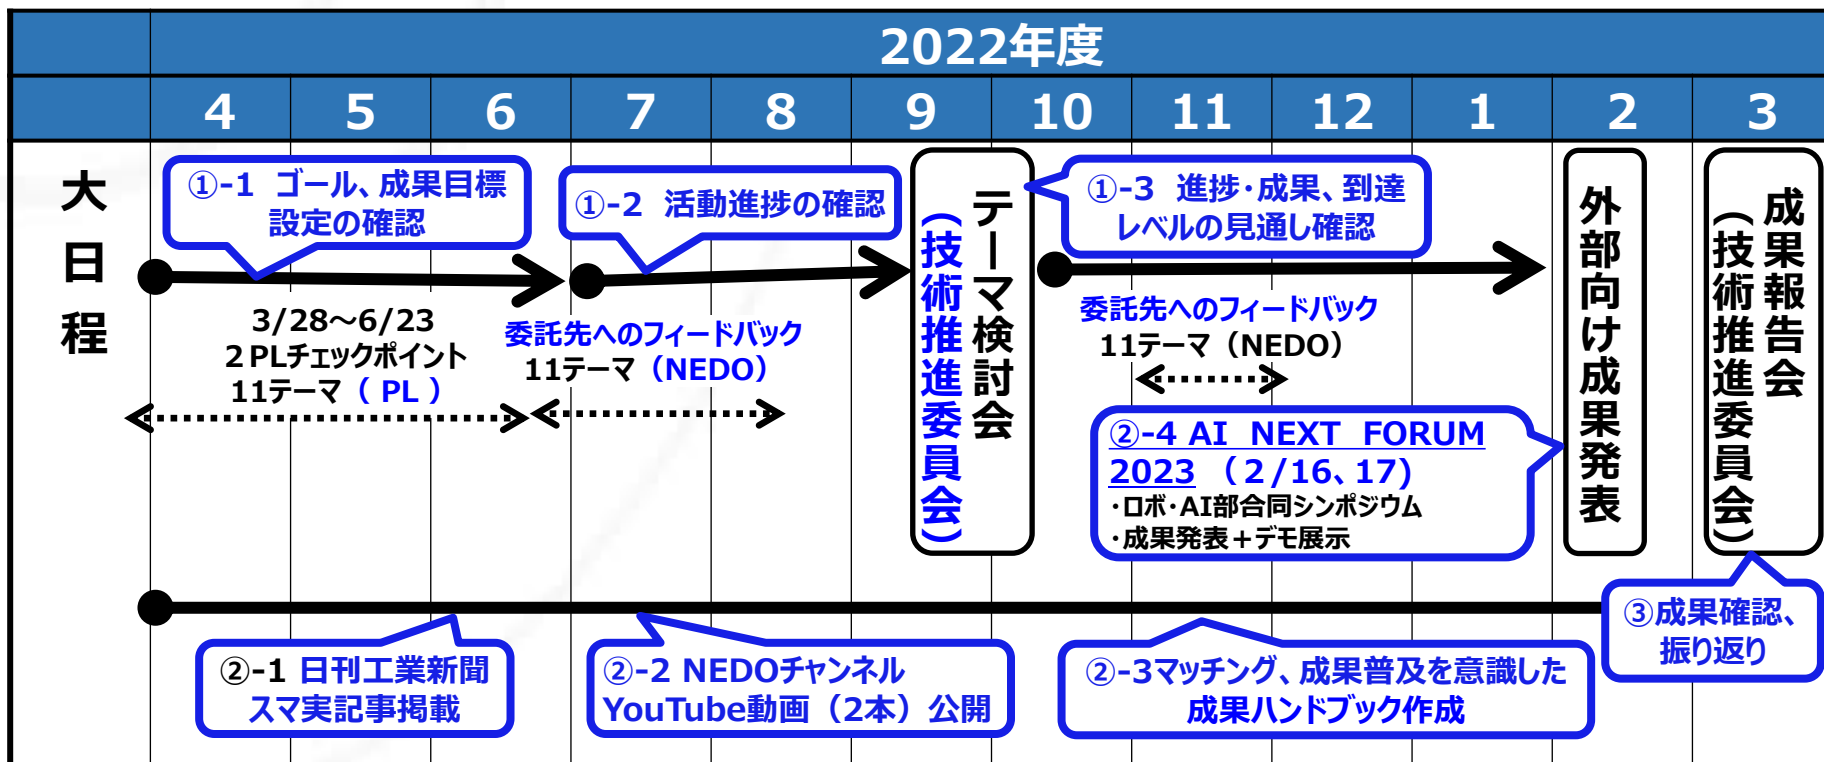 2022年度
4 5 6 7 8 9 10 11 12 1 2 3
大日程
①-1 ゴール、成果目標
設定の確認
①-2 活動進捗の確認
テーマ検討会
(技術推進委員会)
①-3 進捗・成果、到達
レベルの見通し確認
外部向け成果発表
成果報告会
(技術推進委員会)
3/28～6/23
2PLチェックポイント
11テーマ（ PL ）
委託先へのフィードバック
11テーマ（NEDO）
委託先へのフィードバック
11テーマ（NEDO）
②-4 AI NEXT FORUM
2023 （２/16、17)
・ロボ・AI部合同シンポジウム
・成果発表＋デモ展示
②-1 日刊工業新聞
スマ実記事掲載
②-2 NEDOチャンネル
YouTube動画（2本）公開
②-3マッチング、成果普及を意識した
成果ハンドブック作成
③成果確認、
振り返り